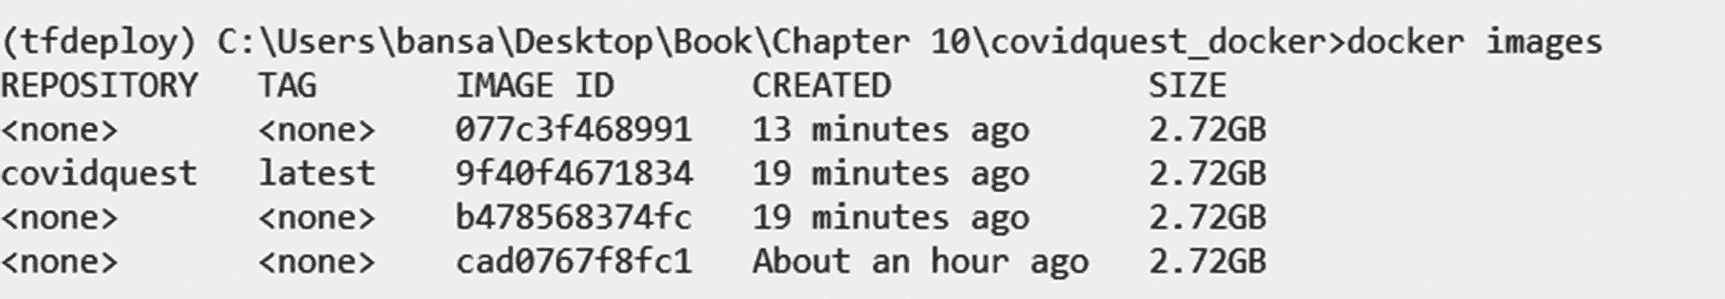 (tfdeploy) C:\Users\bansa\Desktop\Book\Chapter 10\covidquest_docker>docker images
REPOSITORY   TAG       IMAGE ID       CREATED             SIZE
<none>       <none>    077c3f468991   13 minutes ago      2.72GB
covidquest   latest    9f40f4671834   19 minutes ago      2.72GB
<none>       <none>    b478568374fc   19 minutes ago      2.72GB
<none>       <none>    cad0767f8fc1   About an hour ago   2.72GB